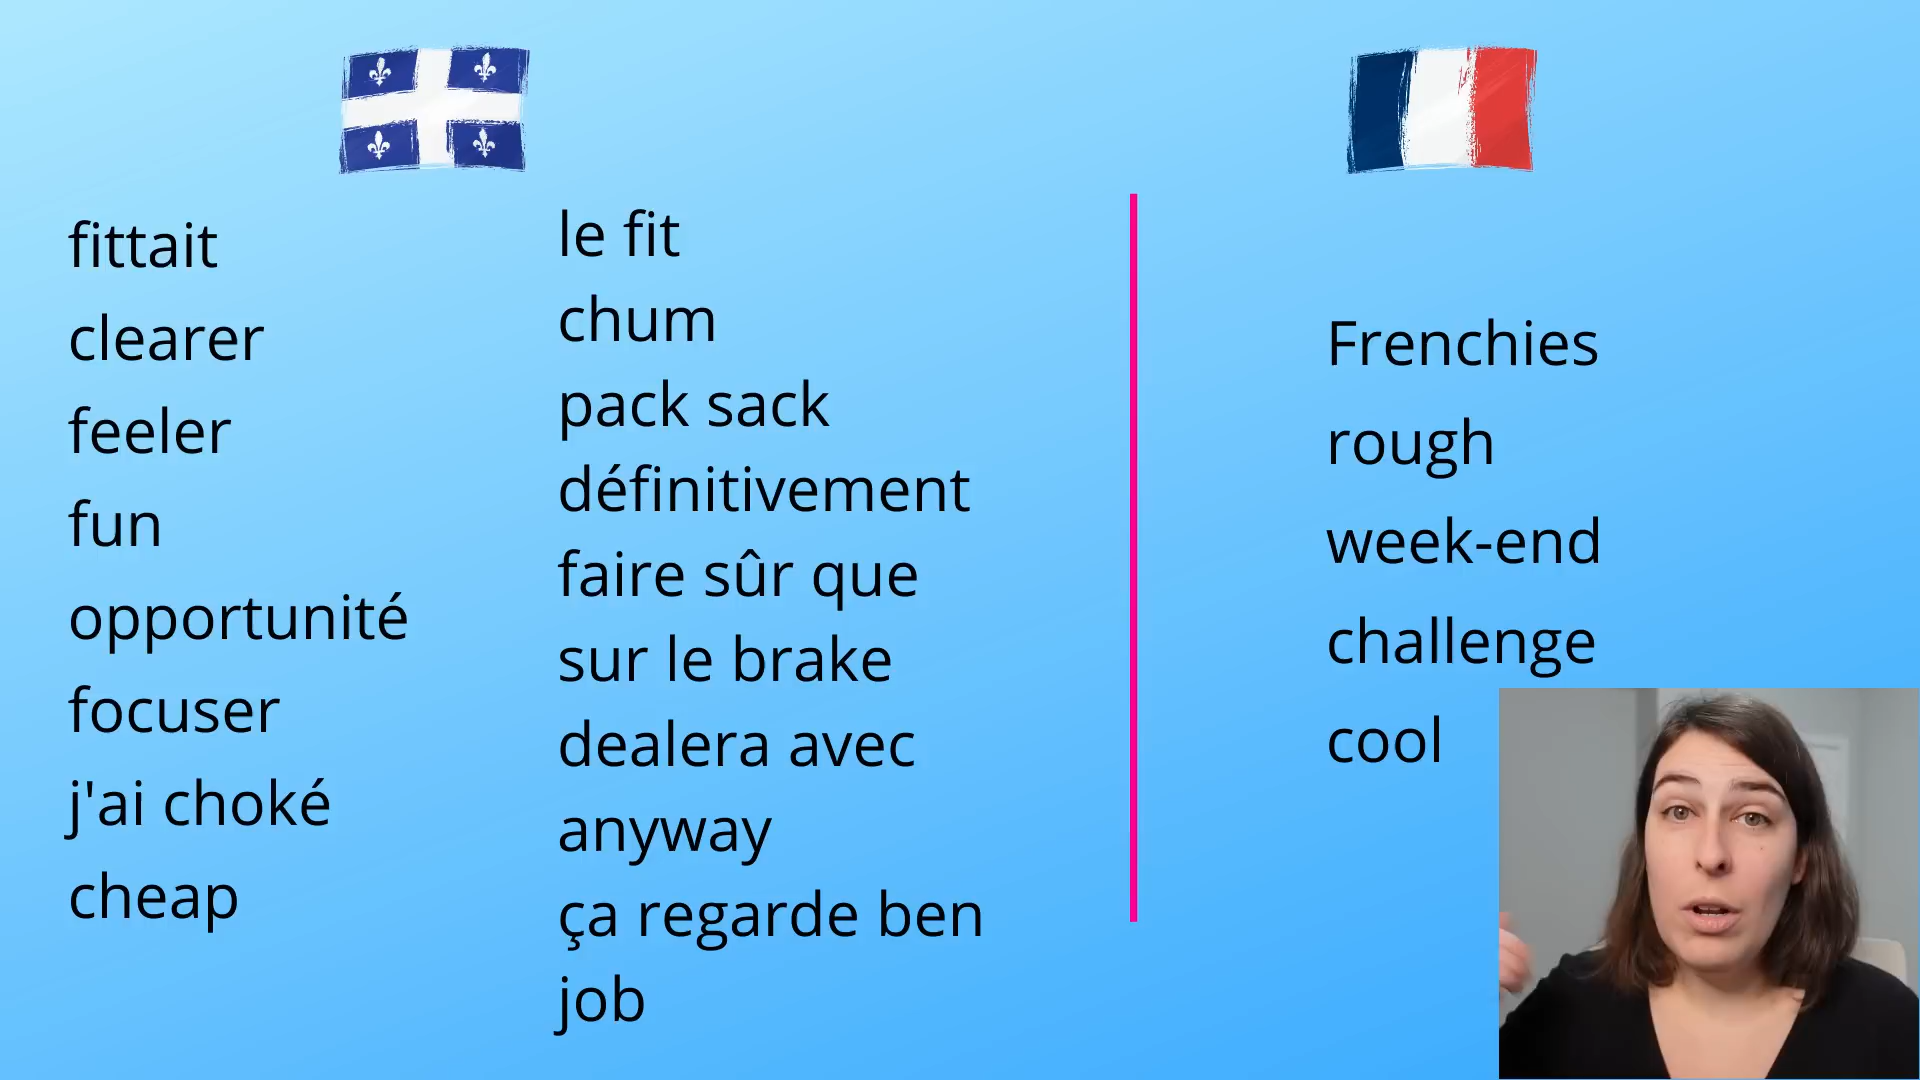 fittait
clearer
feeler
fun
opportunité
focuser
j'ai choké
cheap
le fit
chum
pack sack
définitivement
faire sûr que
sur le brake
dealera avec
anyway
ça regarde ben
job
Frenchies
rough
week-end
challenge
cool